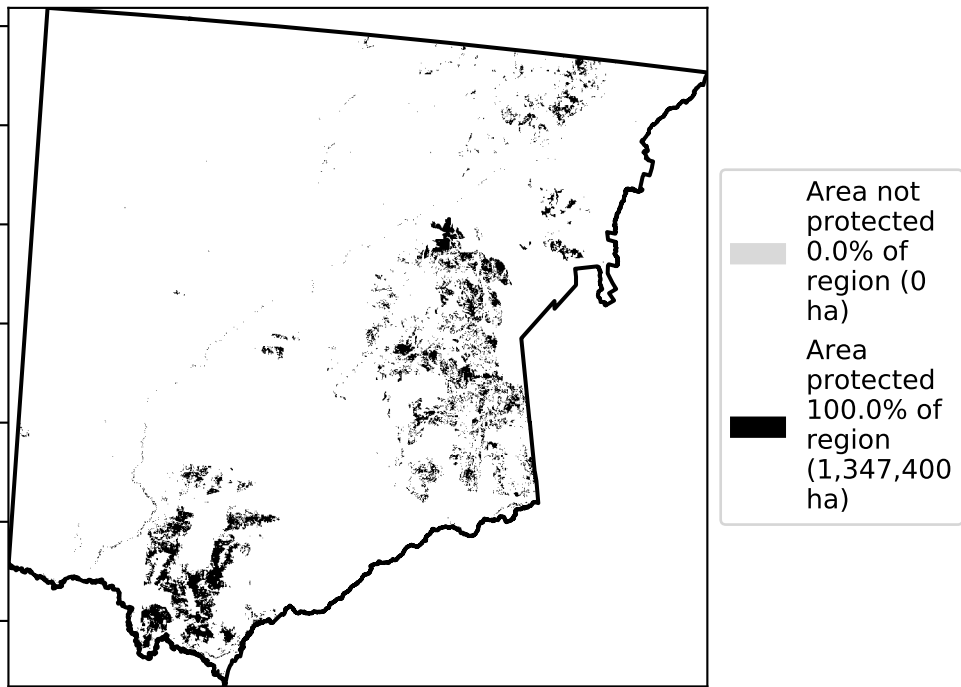 Area not
protected
0.0% of
region (0
ha)
Area
protected
100.0% of
region
(1,347,400
ha)